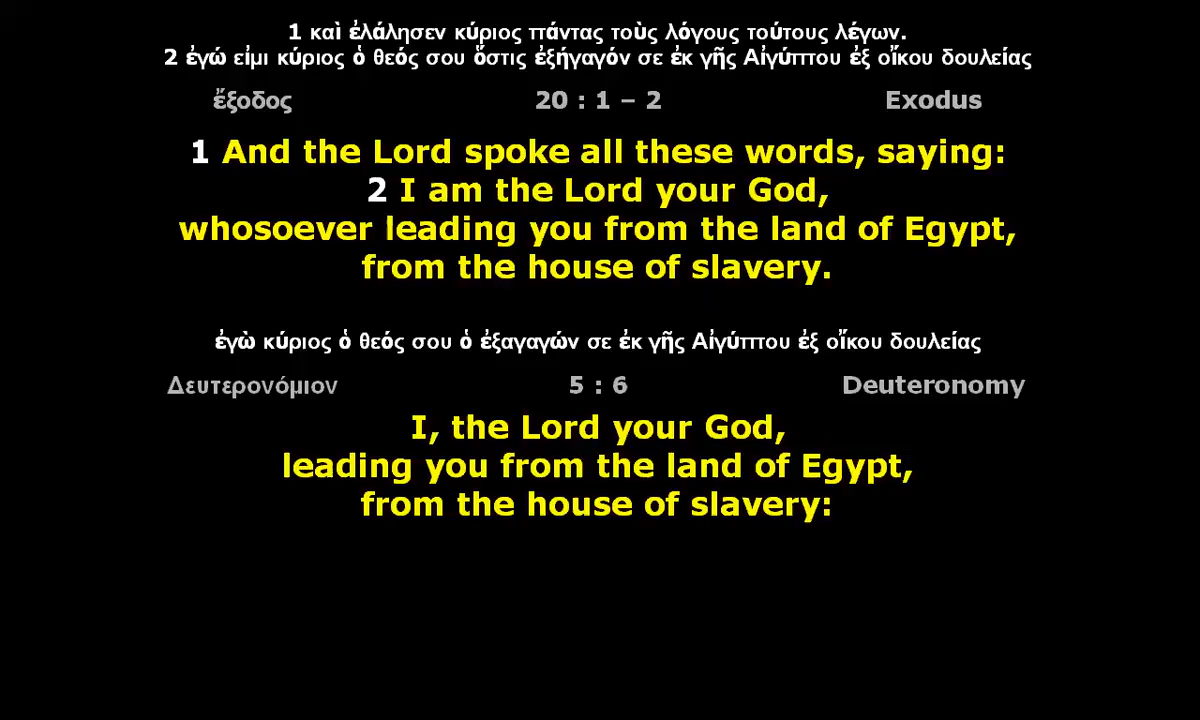 1 καὶ ἐλάλησεν κύριος πάντας τοὺς λόγους τούτους λέγων.
2 ἐγώ εἰμι κύριος ὁ θεός σου ὅστις ἐξήγαγόν σε ἐκ γῆς Αἰγύπτου ἐξ οἴκου δουλείας
ἔξοδος 20 : 1 – 2 Exodus
1 And the Lord spoke all these words, saying:
2 I am the Lord your God,
whosoever leading you from the land of Egypt,
from the house of slavery.
ἐγὼ κύριος ὁ θεός σου ὁ ἐξαγαγών σε ἐκ γῆς Αἰγύπτου ἐξ οἴκου δουλείας
Δευτερονόμιον 5 : 6 Deuteronomy
I, the Lord your God,
leading you from the land of Egypt,
from the house of slavery: